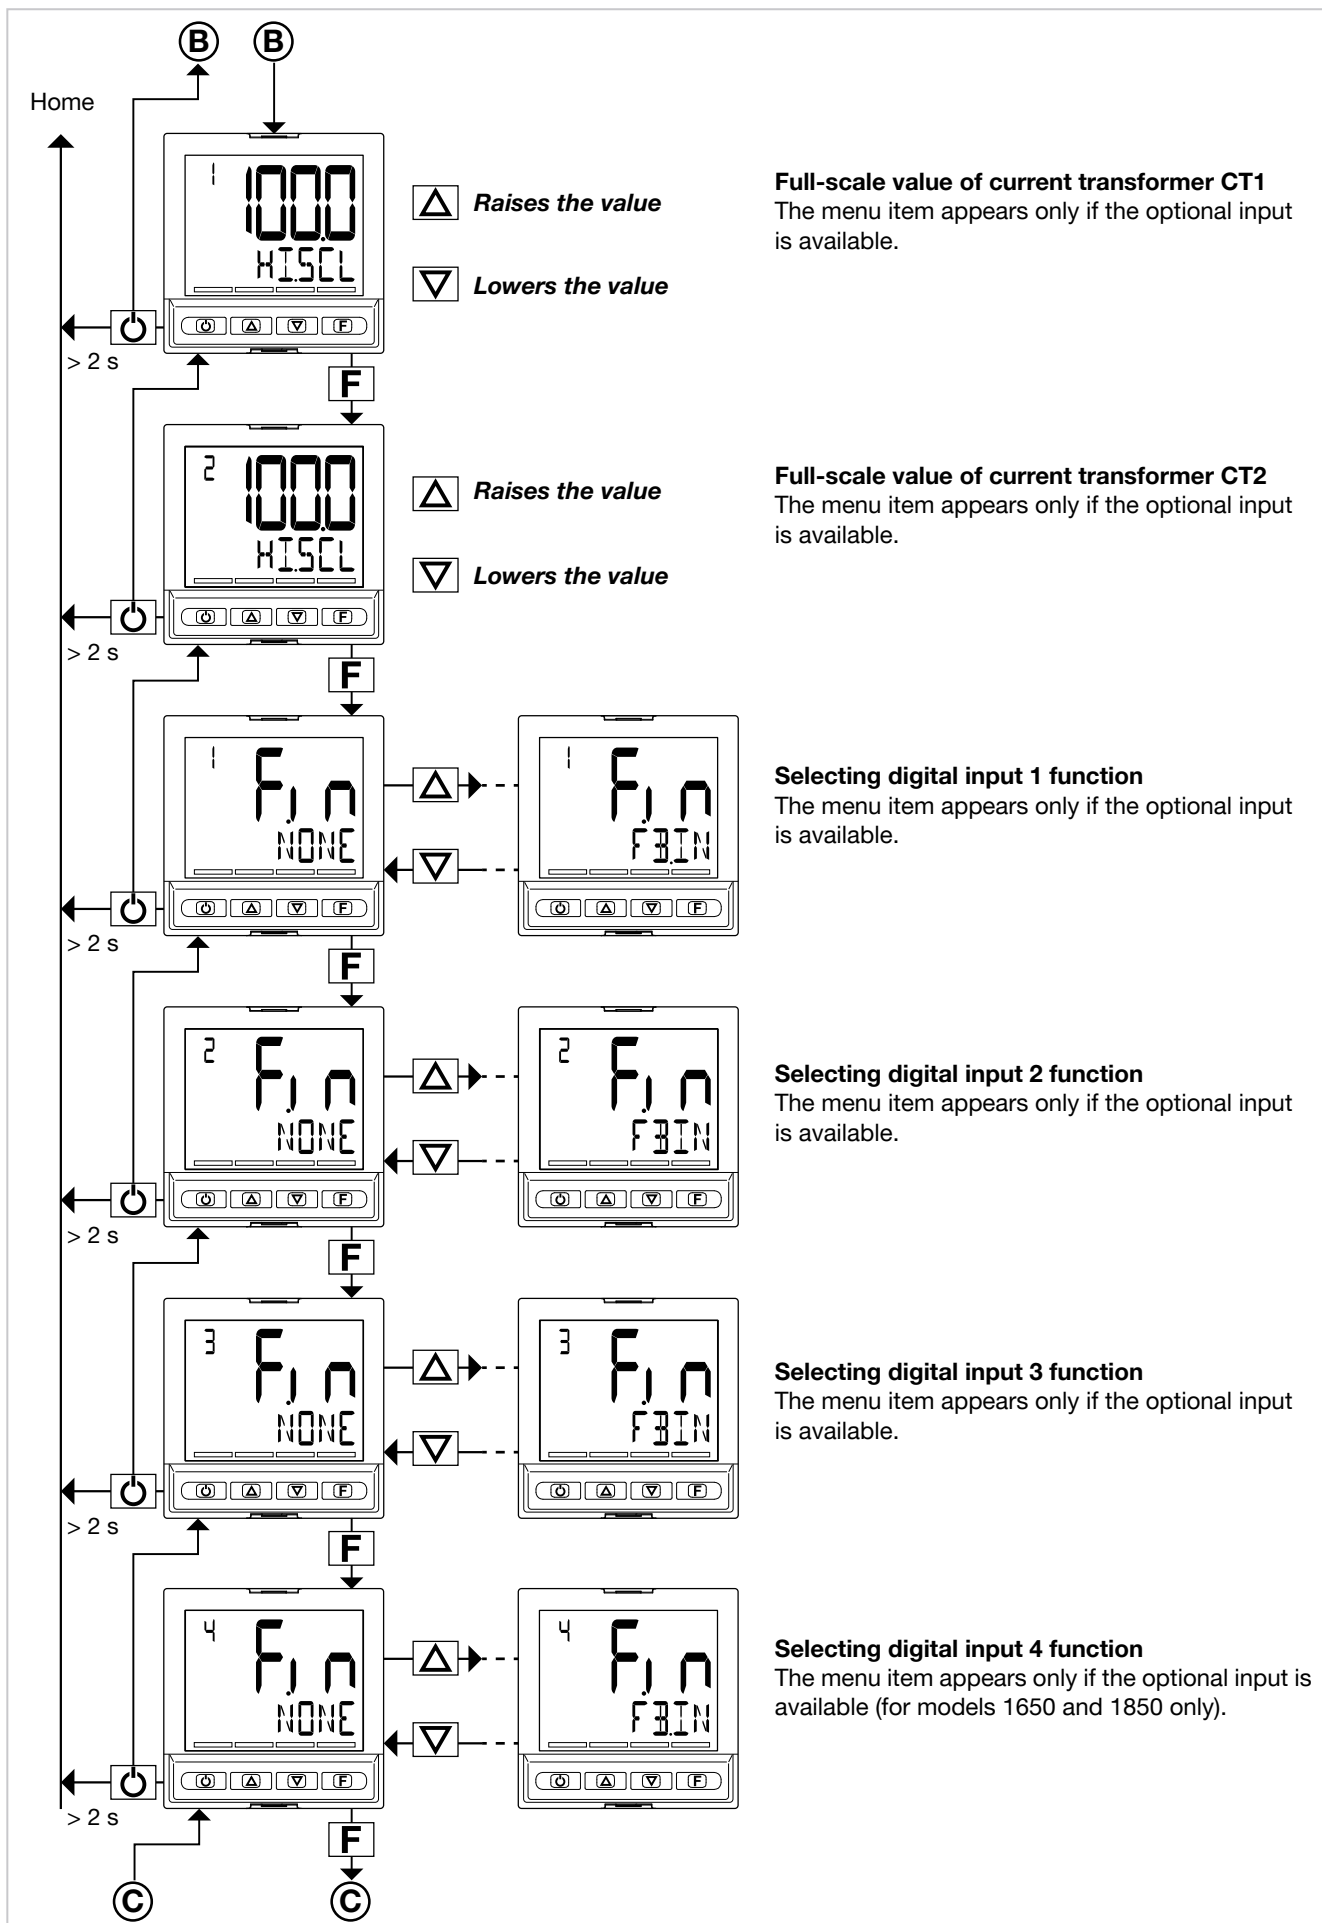 B B
Home
1
100.0
HI.SCL
F
> 2 s
F
Raises the value
Lowers the value
Full-scale value of current transformer CT1
The menu item appears only if the optional input
is available.
2
100.0
HI.SCL
F
> 2 s
F
Raises the value
Lowers the value
Full-scale value of current transformer CT2
The menu item appears only if the optional input
is available.
1
F.in
NONE
F
> 2 s
F
1
F.in
FB.IN
F
Selecting digital input 1 function
The menu item appears only if the optional input
is available.
2
F.in
NONE
F
> 2 s
F
2
F.in
FB.IN
F
Selecting digital input 2 function
The menu item appears only if the optional input
is available.
3
F.in
NONE
F
> 2 s
F
3
F.in
FB.IN
F
Selecting digital input 3 function
The menu item appears only if the optional input
is available.
4
F.in
NONE
F
> 2 s
F
4
F.in
FB.IN
F
Selecting digital input 4 function
The menu item appears only if the optional input is
available (for models 1650 and 1850 only).
C C